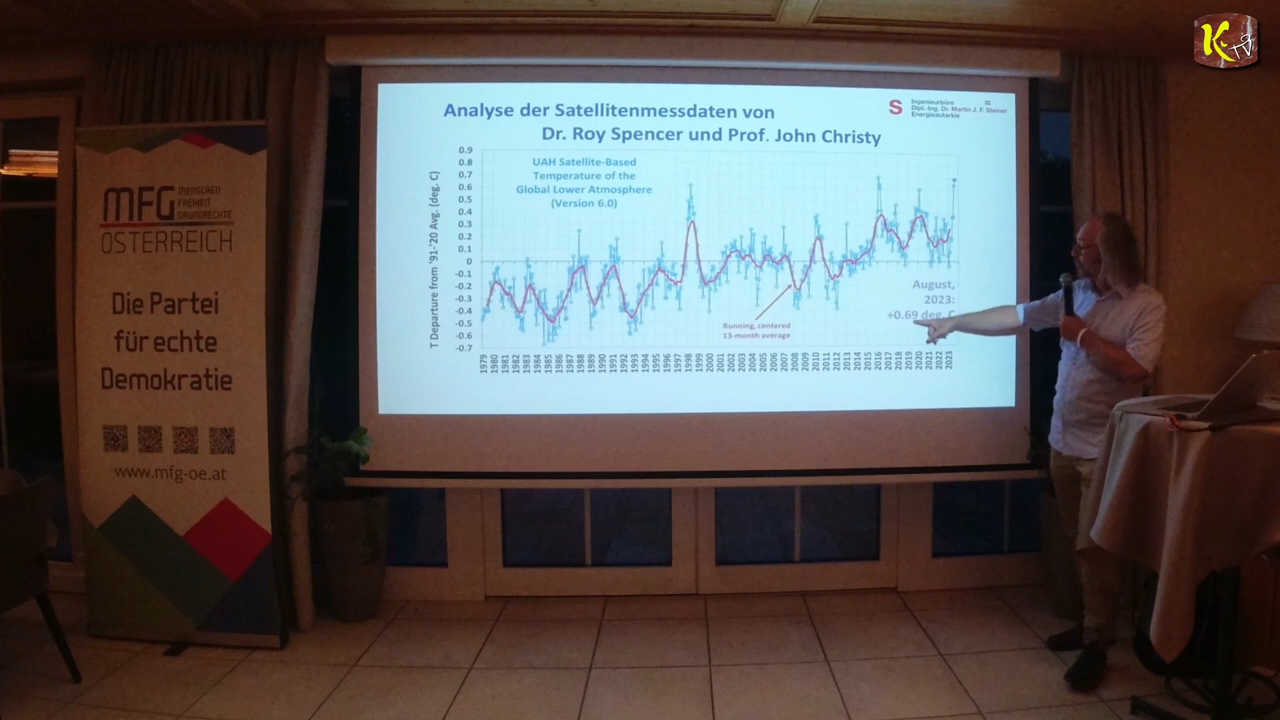 K TV
MFG MENSCHEN
FREIHEIT
GRUNDRECHTE
ÖSTERREICH
Die Partei
für echte
Demokratie
www.mfg-oe.at
Analyse der Satellitenmessdaten von
Dr. Roy Spencer und Prof. John Christy
S Ingenieurbüro
Dipl.-Ing. Dr. Martin J. F. Steiner
Energieautarkie
UAH Satellite-Based
Temperature of the
Global Lower Atmosphere
(Version 6.0)
T Departure from '91-'20 Avg. (deg. C)
0.9
0.8
0.7
0.6
0.5
0.4
0.3
0.2
0.1
0
-0.1
-0.2
-0.3
-0.4
-0.5
-0.6
-0.7
August,
2023:
+0.69 deg. C
Running, centered
13-month average
1979 1980 1981 1982 1983 1984 1985 1986 1987 1988 1989 1990 1991 1992 1993 1994 1995 1996 1997 1998 1999 2000 2001 2002 2003 2004 2005 2006 2007 2008 2009 2010 2011 2012 2013 2014 2015 2016 2017 2018 2019 2020 2021 2022 2023